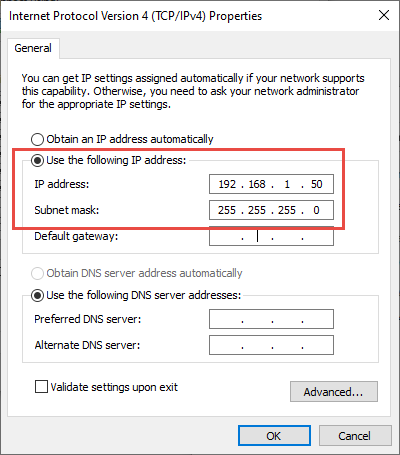 Internet Protocol Version 4 (TCP/IPv4) Properties
General
You can get IP settings assigned automatically if your network supports
this capability. Otherwise, you need to ask your network administrator
for the appropriate IP settings.
Obtain an IP address automatically
Use the following IP address:
IP address: 192 . 168 . 1 . 50
Subnet mask: 255 . 255 . 255 . 0
Default gateway: . . .
Obtain DNS server address automatically
Use the following DNS server addresses:
Preferred DNS server: . . .
Alternate DNS server: . . .
Validate settings upon exit
Advanced...
OK Cancel